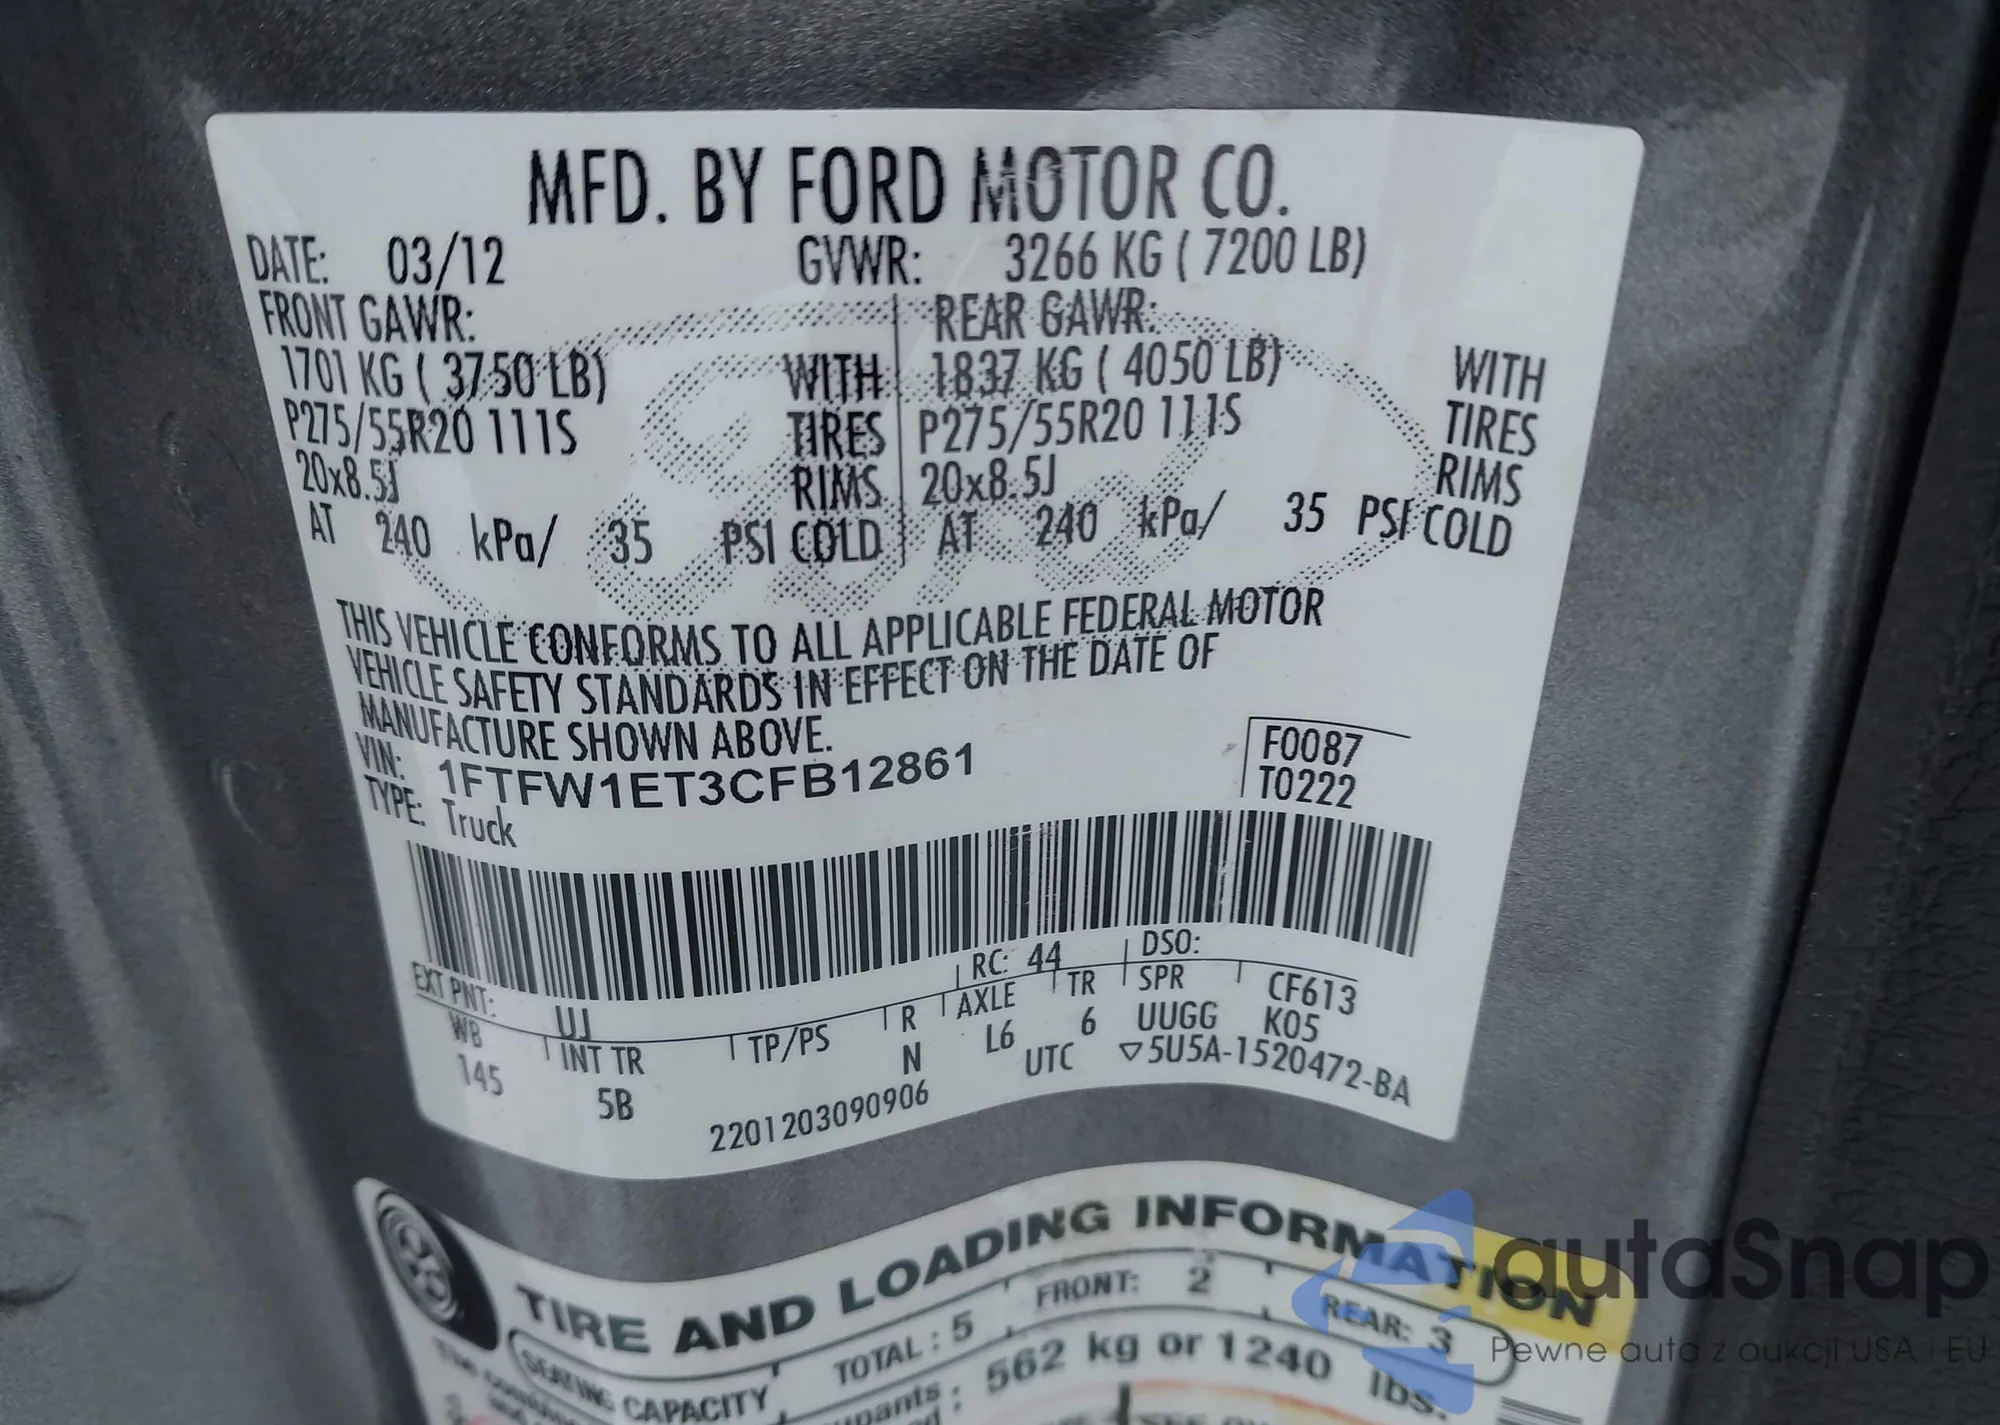 MFD. BY FORD MOTOR CO.
DATE: 03/12 GVWR: 3266 KG ( 7200 LB)
FRONT GAWR: REAR GAWR:
1701 KG ( 3750 LB) WITH 1837 KG ( 4050 LB) WITH
P275/55R20 111S TIRES P275/55R20 111S TIRES
20x8.5J RIMS 20x8.5J RIMS
AT 240 kPa/ 35 PSI COLD AT 240 kPa/ 35 PSI COLD
THIS VEHICLE CONFORMS TO ALL APPLICABLE FEDERAL MOTOR
VEHICLE SAFETY STANDARDS IN EFFECT ON THE DATE OF
MANUFACTURE SHOWN ABOVE.
VIN: 1FTFW1ET3CFB12861 F0087
TYPE: Truck T0222
EXT PNT: UJ RC: 44 DSO:
WB INT TR TP/PS R AXLE TR SPR CF613
145 5B N L6 6 UUGG K05
2201203090906 UTC ▽5U5A-1520472-BA
TIRE AND LOADING INFORMATION
SEATING CAPACITY TOTAL : 5 FRONT: 2 REAR: 3
562 kg or 1240 lbs.
autaSnap
Pewne auta z aukcji USA i EU